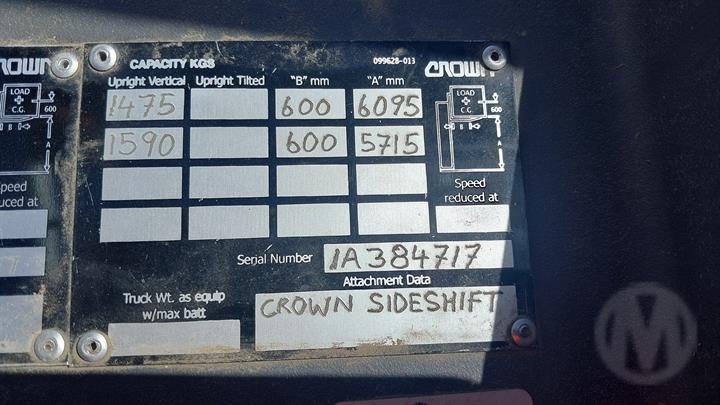 CROWN
LOAD
C.G.
B
A
600
Speed
reduced at
CAPACITY KGS 099628-013 CROWN
Upright Vertical Upright Tilted "B" mm "A" mm
1475 600 6095
1590 600 5715
LOAD
C.G.
600
B
A
Speed
reduced at
Serial Number 1A384717
Attachment Data
Truck Wt. as equip
w/max batt
CROWN SIDESHIFT
M